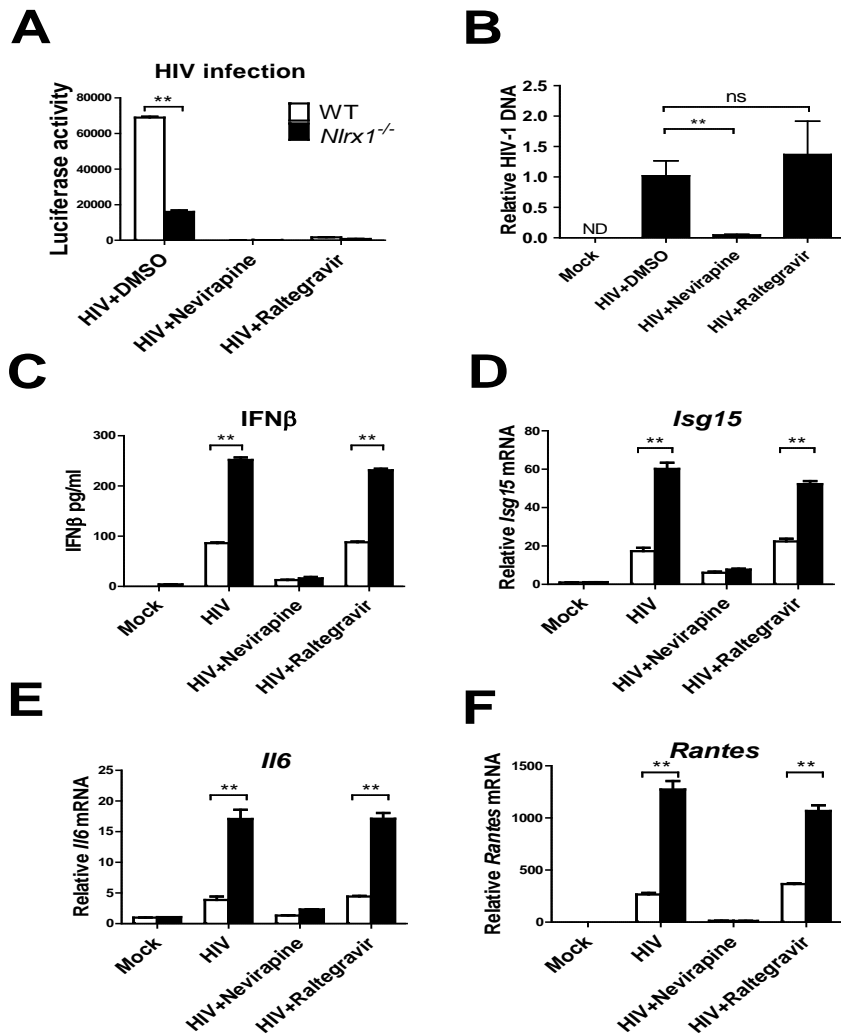 A
HIV infection
Luciferase activity
80000
60000
40000
20000
0
**
WT
Nlrx1-/-
HIV+DMSO
HIV+Nevirapine
HIV+Raltegravir
B
Relative HIV-1 DNA
2.5
2.0
1.5
1.0
0.5
0.0
ns
**
ND
Mock
HIV+DMSO
HIV+Nevirapine
HIV+Raltegravir
C
IFNβ
IFNβ pg/ml
300
200
100
0
**
**
Mock
HIV
HIV+Nevirapine
HIV+Raltegravir
D
Isg15
Relative Isg15 mRNA
80
60
40
20
0
**
**
Mock
HIV
HIV+Nevirapine
HIV+Raltegravir
E
Il6
Relative Il6 mRNA
25
20
15
10
5
0
**
**
Mock
HIV
HIV+Nevirapine
HIV+Raltegravir
F
Rantes
Relative Rantes mRNA
1500
1000
500
0
**
**
Mock
HIV
HIV+Nevirapine
HIV+Raltegravir